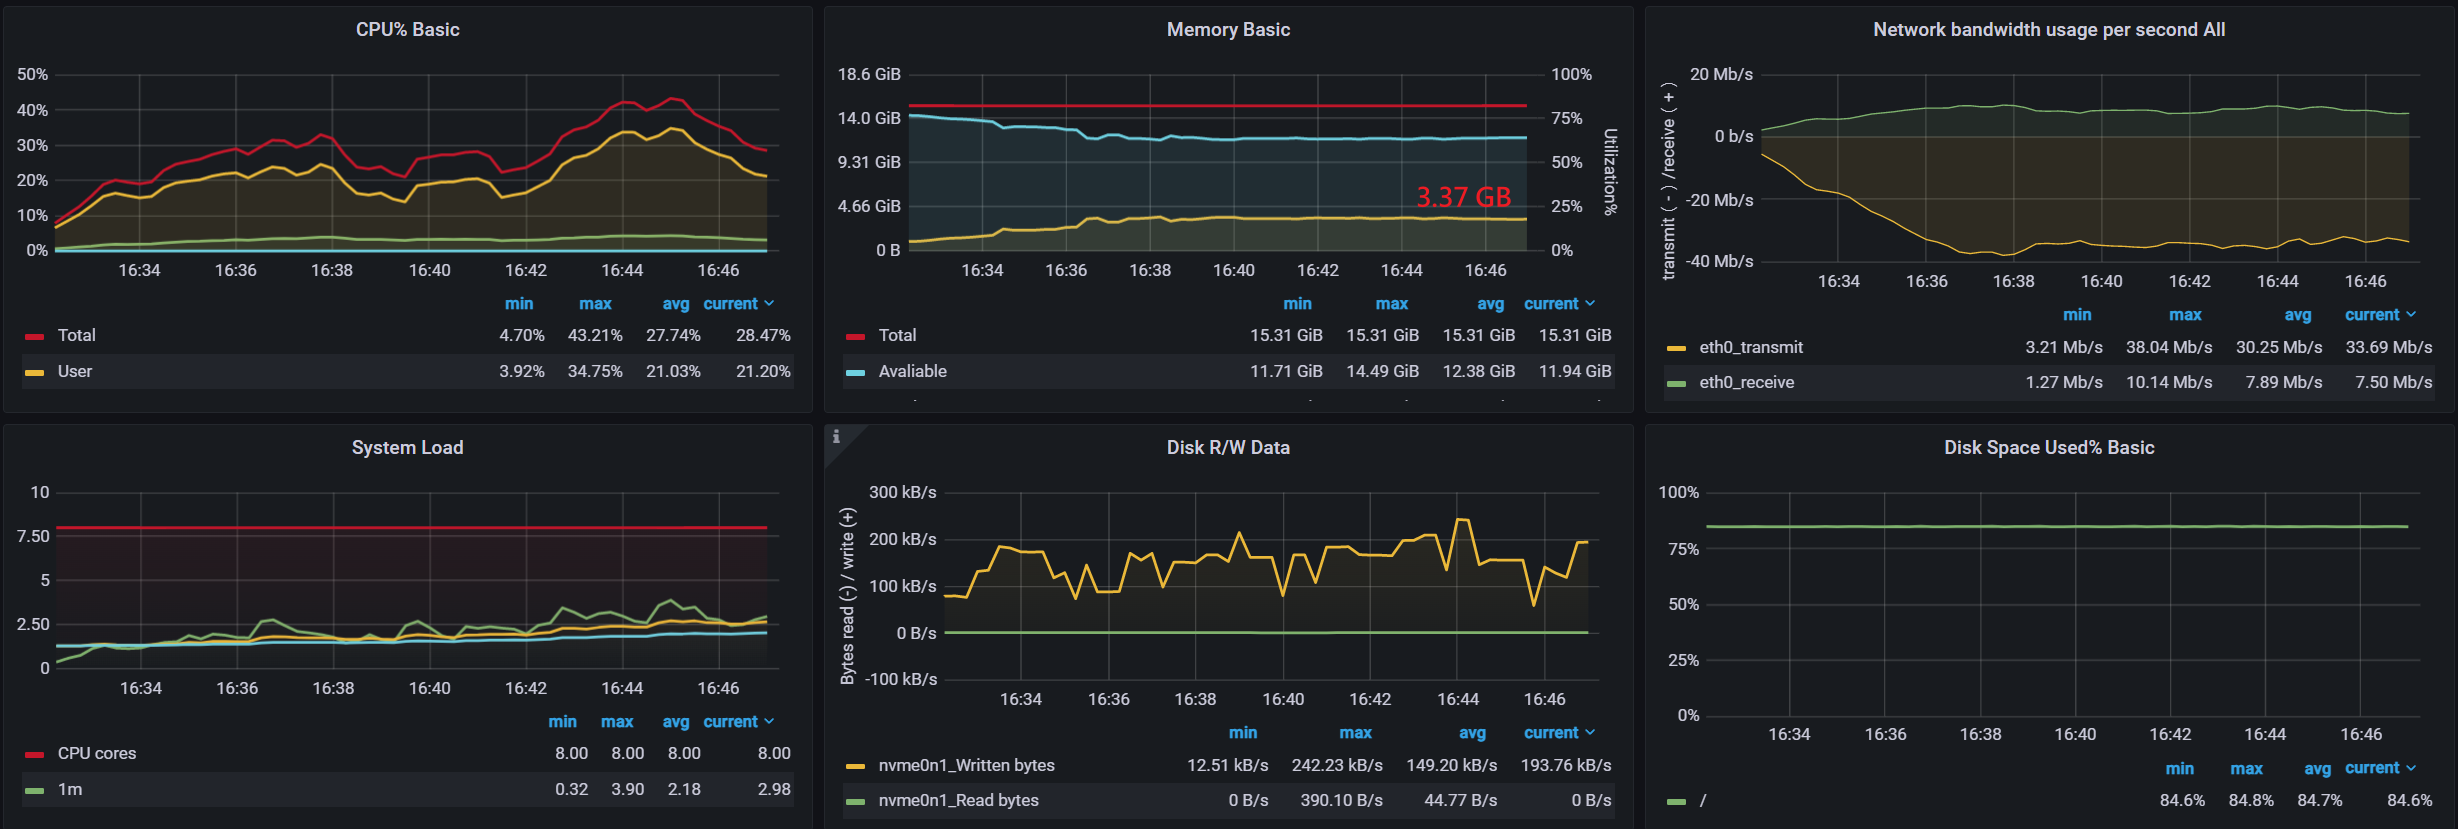 CPU% Basic
50%
40%
30%
20%
10%
0%
16:34 16:36 16:38 16:40 16:42 16:44 16:46
min max avg current
Total 4.70% 43.21% 27.74% 28.47%
User 3.92% 34.75% 21.03% 21.20%
Memory Basic
18.6 GiB 100%
14.0 GiB 75%
9.31 GiB 50%
4.66 GiB 25%
0 B 0%
Utilization%
3.37 GB
16:34 16:36 16:38 16:40 16:42 16:44 16:46
min max avg current
Total 15.31 GiB 15.31 GiB 15.31 GiB 15.31 GiB
Avaliable 11.71 GiB 14.49 GiB 12.38 GiB 11.94 GiB
Network bandwidth usage per second All
transmit ( - ) /receive ( + )
20 Mb/s
0 b/s
-20 Mb/s
-40 Mb/s
16:34 16:36 16:38 16:40 16:42 16:44 16:46
min max avg current
eth0_transmit 3.21 Mb/s 38.04 Mb/s 30.25 Mb/s 33.69 Mb/s
eth0_receive 1.27 Mb/s 10.14 Mb/s 7.89 Mb/s 7.50 Mb/s
System Load
10
7.50
5
2.50
0
16:34 16:36 16:38 16:40 16:42 16:44 16:46
min max avg current
CPU cores 8.00 8.00 8.00 8.00
1m 0.32 3.90 2.18 2.98
i
Disk R/W Data
Bytes read (-) / write (+)
300 kB/s
200 kB/s
100 kB/s
0 B/s
-100 kB/s
16:34 16:36 16:38 16:40 16:42 16:44 16:46
min max avg current
nvme0n1_Written bytes 12.51 kB/s 242.23 kB/s 149.20 kB/s 193.76 kB/s
nvme0n1_Read bytes 0 B/s 390.10 B/s 44.77 B/s 0 B/s
Disk Space Used% Basic
100%
75%
50%
25%
0%
16:34 16:36 16:38 16:40 16:42 16:44 16:46
min max avg current
/ 84.6% 84.8% 84.7% 84.6%